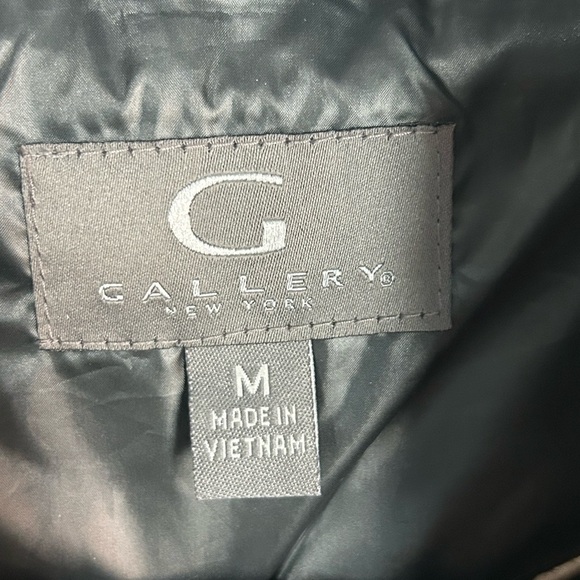 G
GALLERY®
NEW YORK
M
MADE IN
VIETNAM